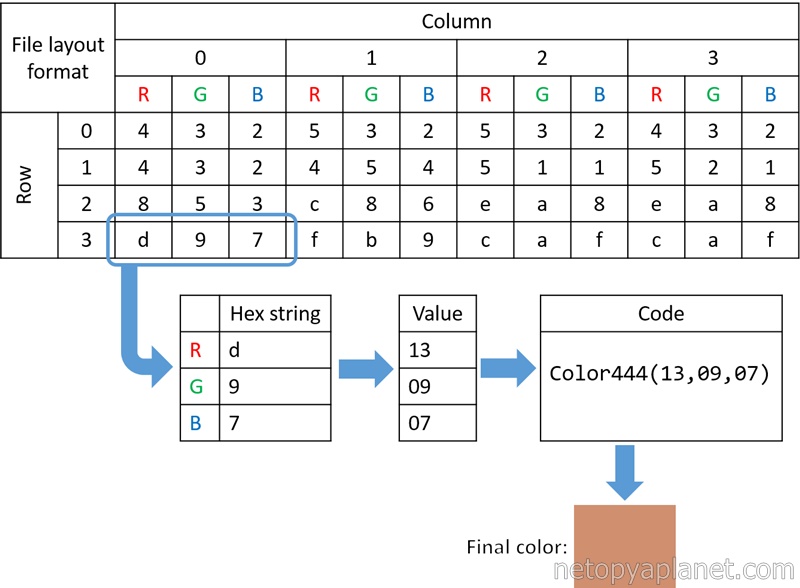 File layout format
Column
0 1 2 3
R G B R G B R G B R G B
Row
0 4 3 2 5 3 2 5 3 2 4 3 2
1 4 3 2 4 5 4 5 1 1 5 2 1
2 8 5 3 c 8 6 e a 8 e a 8
3 d 9 7 f b 9 c a f c a f
Hex string Value Code
R d 13
Color444(13,09,07)
G 9 09
B 7 07
Final color:
netopyaplanet.com